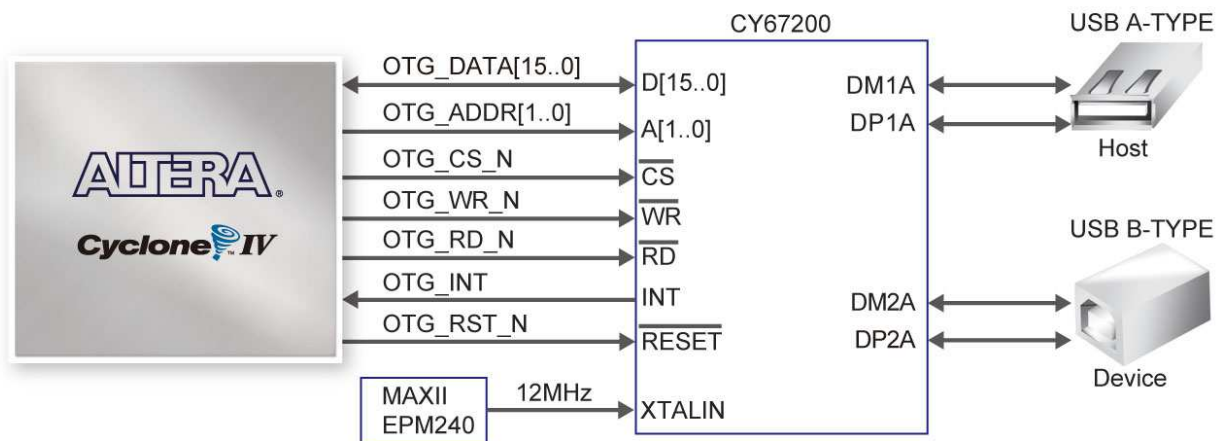 CY67200
USB A-TYPE
OTG_DATA[15..0]
D[15..0]
DM1A
OTG_ADDR[1..0]
A[1..0]
DP1A
Host
OTG_CS_N
CS
ALTERA®
OTG_WR_N
WR
Cyclone™ IV
OTG_RD_N
RD
USB B-TYPE
OTG_INT
INT
DM2A
OTG_RST_N
RESET
DP2A
Device
MAXII
EPM240
12MHz
XTALIN